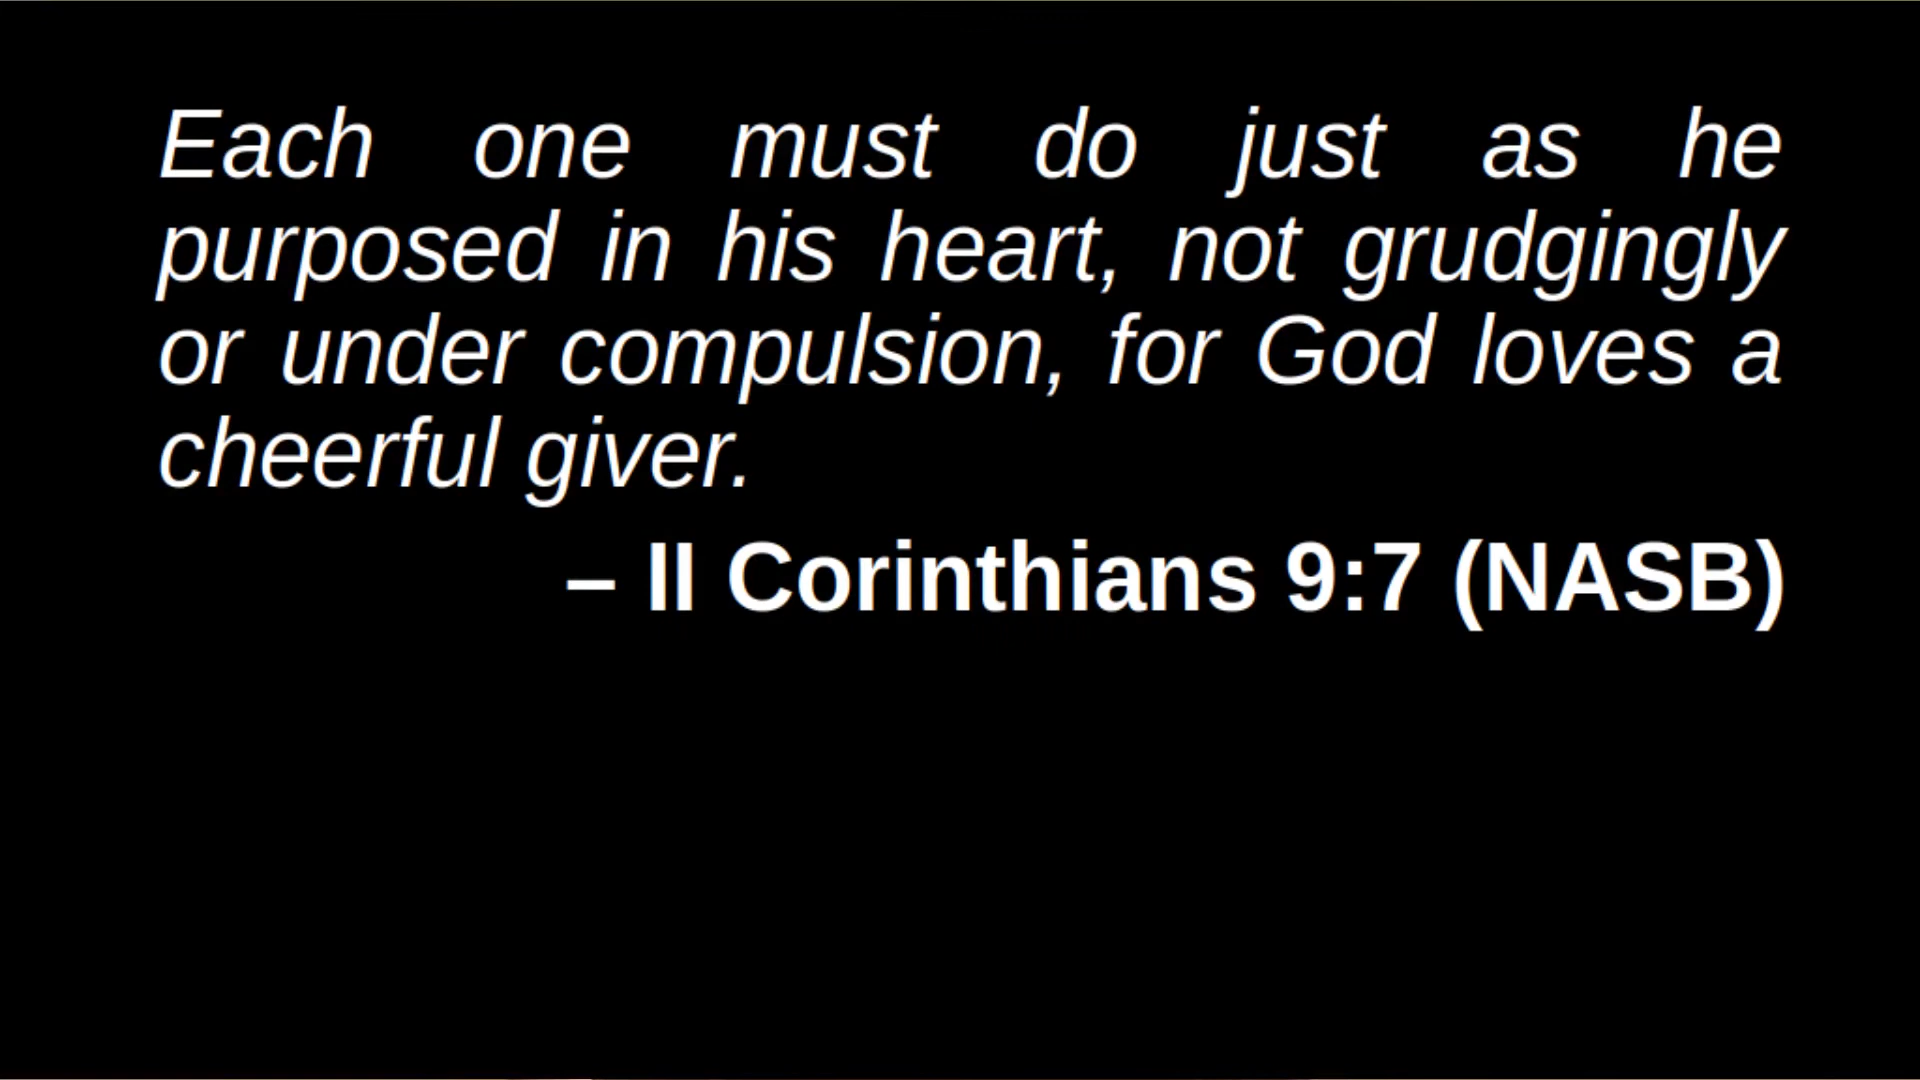 Each one must do just as he
purposed in his heart, not grudgingly
or under compulsion, for God loves a
cheerful giver.
– II Corinthians 9:7 (NASB)